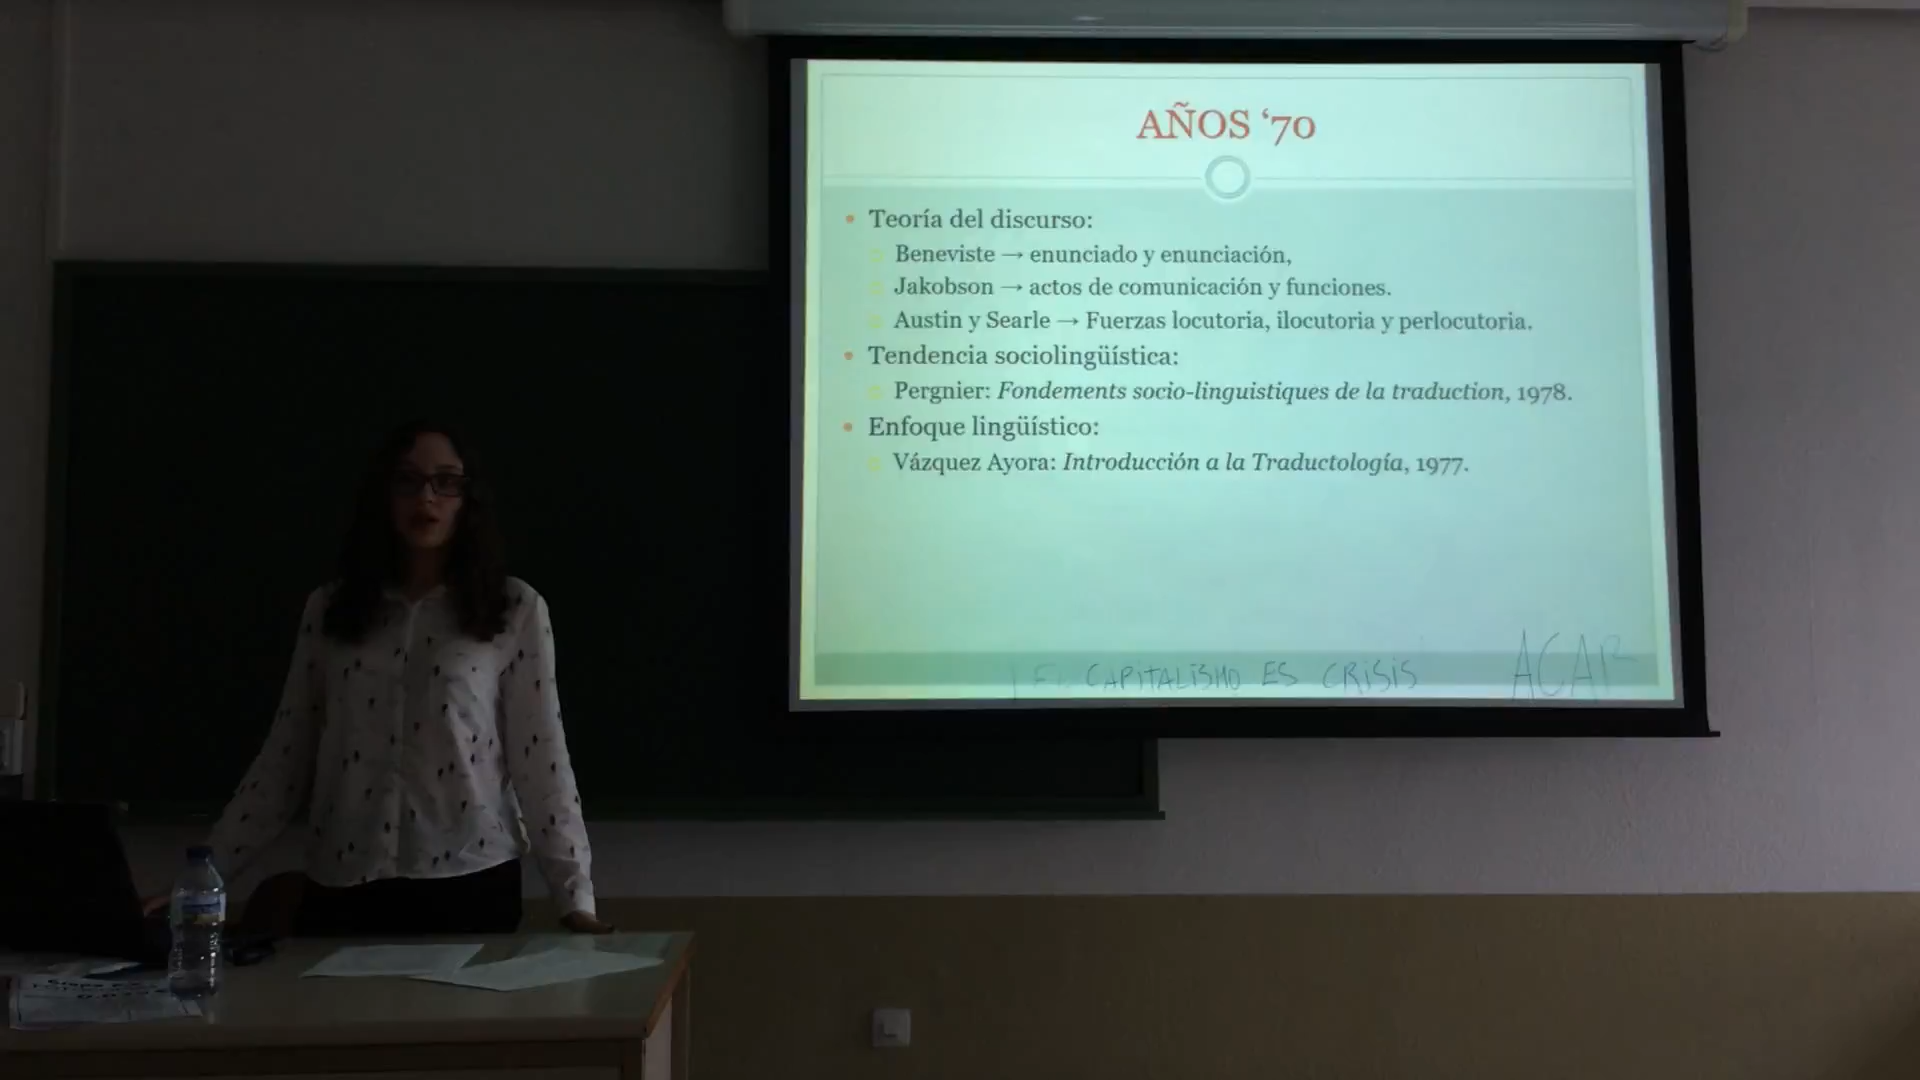 AÑOS ‘70
• Teoría del discurso:
Beneviste → enunciado y enunciación,
Jakobson → actos de comunicación y funciones.
Austin y Searle → Fuerzas locutoria, ilocutoria y perlocutoria.
• Tendencia sociolingüística:
Pergnier: Fondements socio-linguistiques de la traduction, 1978.
• Enfoque lingüístico:
Vázquez Ayora: Introducción a la Traductología, 1977.
EL CAPITALISMO ES CRISIS